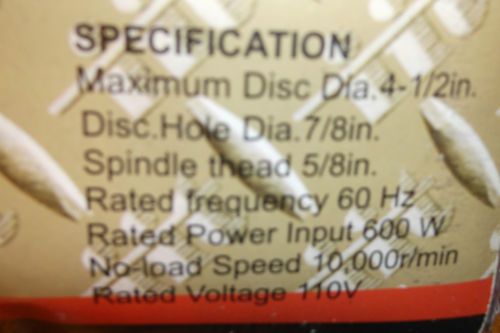 SPECIFICATION
Maximum Disc Dia.4-1/2in.
Disc.Hole Dia.7/8in.
Spindle thead 5/8in.
Rated frequency 60 Hz
Rated Power Input 600 W
No-load Speed 10,000r/min
Rated Voltage 110V